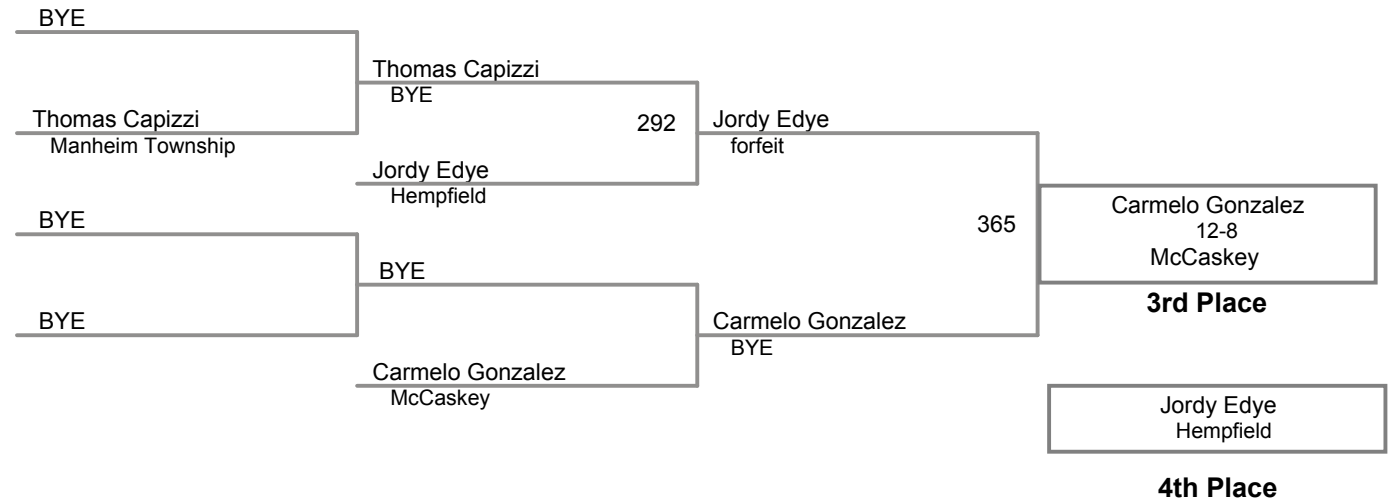 BYE
Thomas Capizzi
BYE
Thomas Capizzi
Manheim Township
292
Jordy Edye
forfeit
Jordy Edye
Hempfield
Carmelo Gonzalez
12-8
McCaskey
BYE
365
BYE
3rd Place
BYE
Carmelo Gonzalez
BYE
Carmelo Gonzalez
McCaskey
Jordy Edye
Hempfield
4th Place